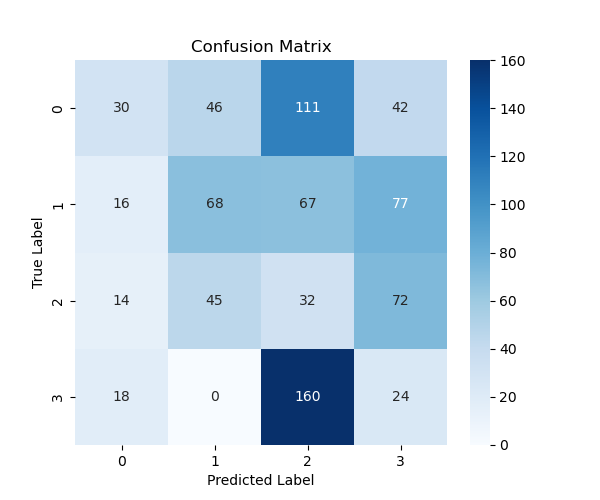 Confusion Matrix
0 30 46 111 42
1 16 68 67 77
2 14 45 32 72
3 18 0 160 24
0 1 2 3
True Label
Predicted Label
160
140
120
100
80
60
40
20
0